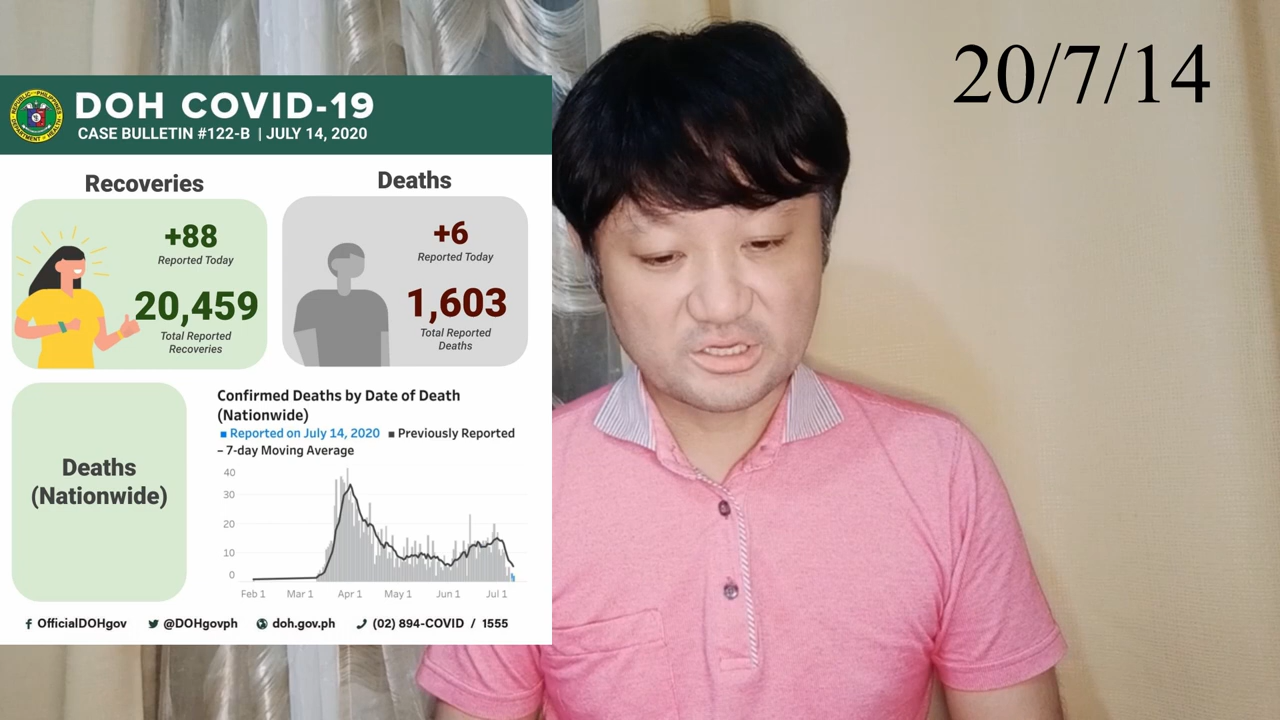 20/7/14
DOH COVID-19
CASE BULLETIN #122-B | JULY 14, 2020
Recoveries
+88
Reported Today
20,459
Total Reported
Recoveries
Deaths
+6
Reported Today
1,603
Total Reported
Deaths
Deaths
(Nationwide)
Confirmed Deaths by Date of Death
(Nationwide)
Reported on July 14, 2020 Previously Reported
– 7-day Moving Average
40
30
20
10
0
Feb 1 Mar 1 Apr 1 May 1 Jun 1 Jul 1
OfficialDOHgov @DOHgovph doh.gov.ph (02) 894-COVID / 1555